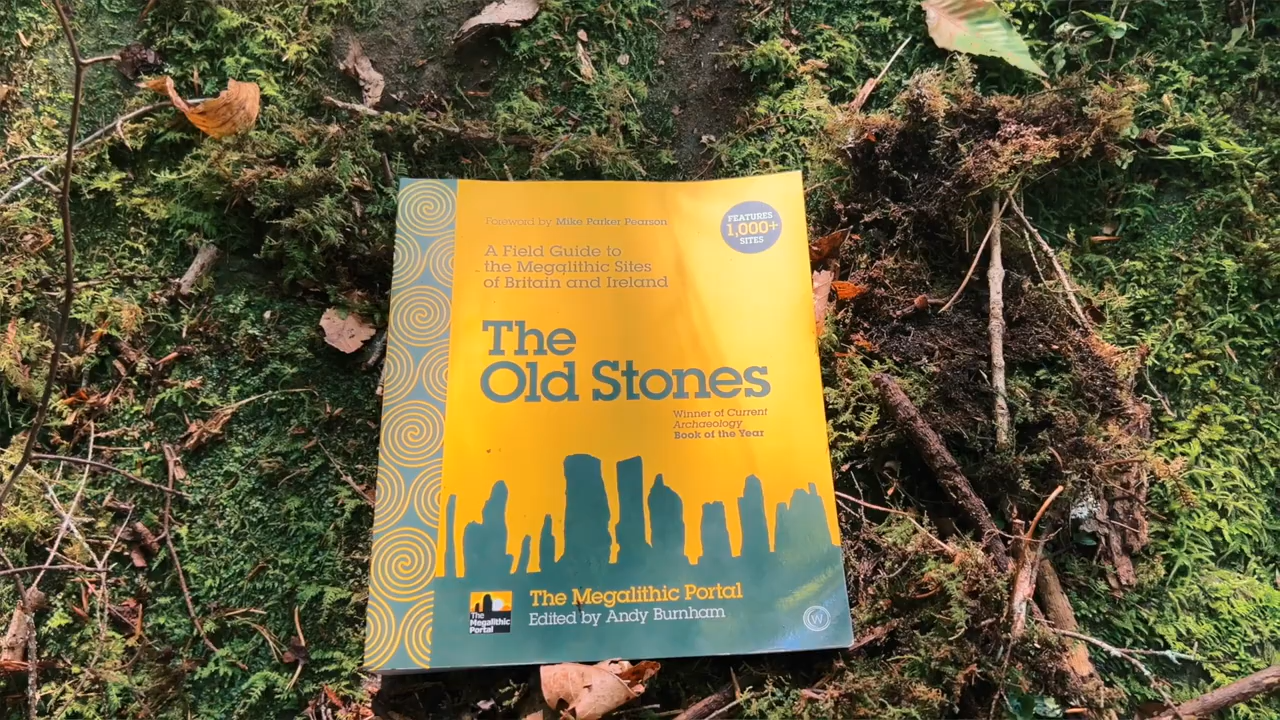 Foreword by Mike Parker Pearson
FEATURES
1,000+
SITES
A Field Guide to
the Megalithic Sites
of Britain and Ireland
The
Old Stones
Winner of Current
Archaeology
Book of the Year
The
Megalithic
Portal
The Megalithic Portal
Edited by Andy Burnham
W